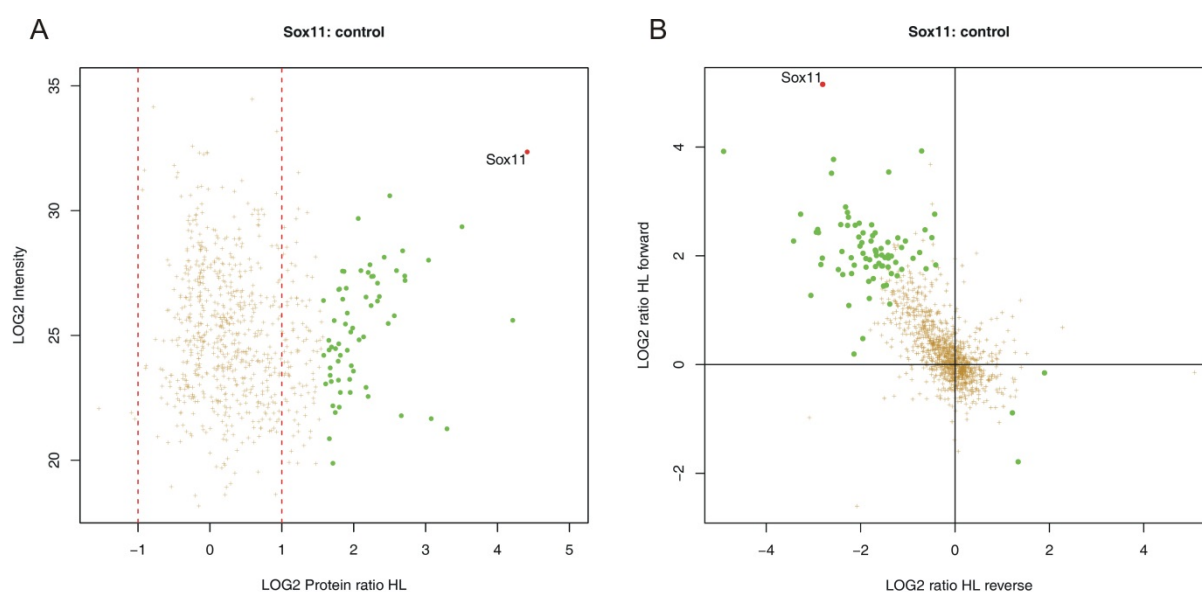 A
Sox11: control
35
30
25
20
LOG2 Intensity
Sox11
−1
0
1
2
3
4
5
LOG2 Protein ratio HL
B
Sox11: control
4
2
0
−2
LOG2 ratio HL forward
Sox11
−4
−2
0
2
4
LOG2 ratio HL reverse